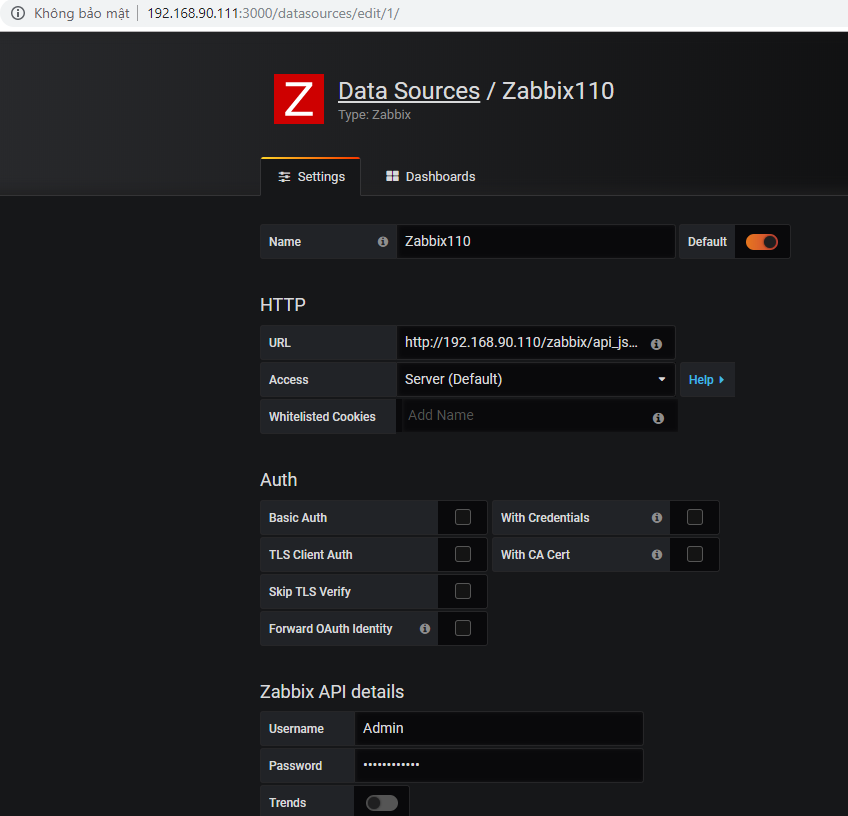 Không bảo mật
192.168.90.111:3000/datasources/edit/1/
Z
Data Sources / Zabbix110
Type: Zabbix
Settings
Dashboards
Name
Zabbix110
Default
HTTP
URL
http://192.168.90.110/zabbix/api_js...
Access
Server (Default)
Help
Whitelisted Cookies
Add Name
Auth
Basic Auth
With Credentials
TLS Client Auth
With CA Cert
Skip TLS Verify
Forward OAuth Identity
Zabbix API details
Username
Admin
Password
••••••••••••
Trends